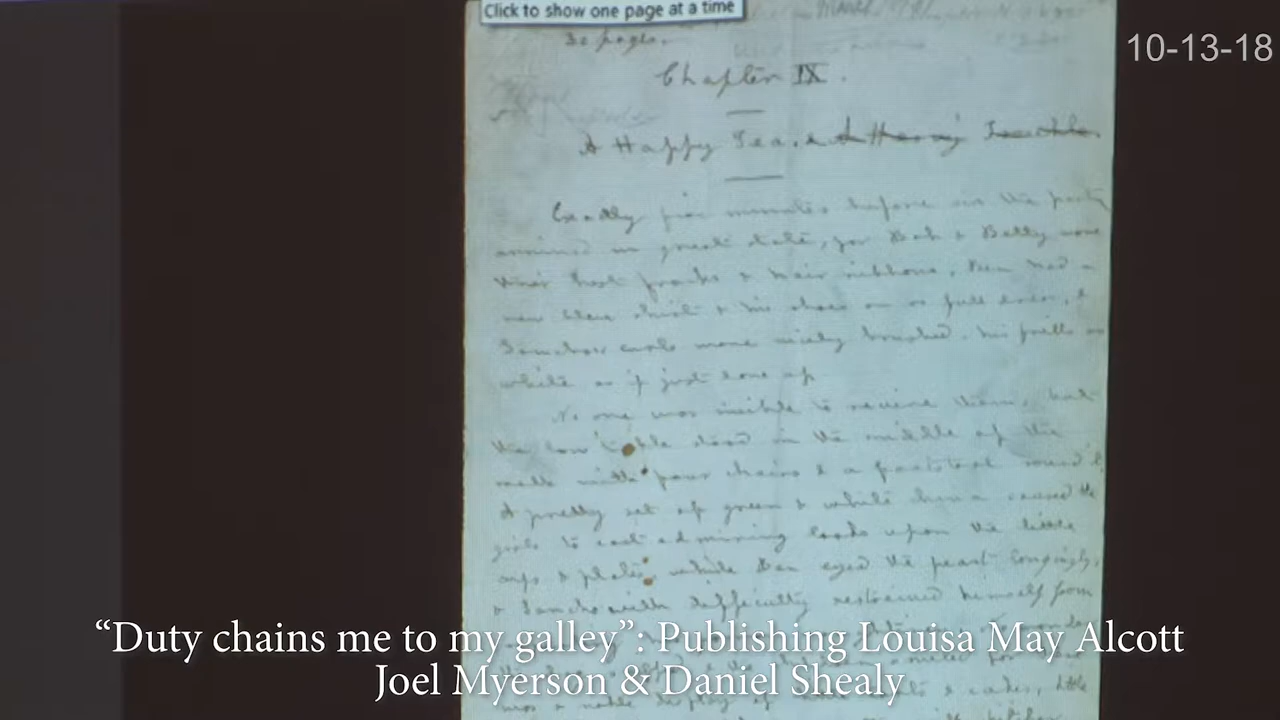 Click to show one page at a time
10-13-18
30 pages.
Chapter IX.
A Happy Tea.
Exactly five minutes before six the party
arrived in great state, for Bab & Betty wore
their best frocks & hair ribbons, Ben had a
new blue shirt & his shoes on as full dress, &
Sancho's curls were nicely brushed, his frills as
white as if just done up.
No one was visible to receive them, but
the low table stood in the middle of the
walk with four chairs & a footstool round it.
A pretty set of green & white china caused the
girls to cast admiring looks upon the little
cups & plates, while Ben eyed the feast longingly,
& Sancho with difficulty restrained himself from
“Duty chains me to my galley”: Publishing Louisa May Alcott
Joel Myerson & Daniel Shealy